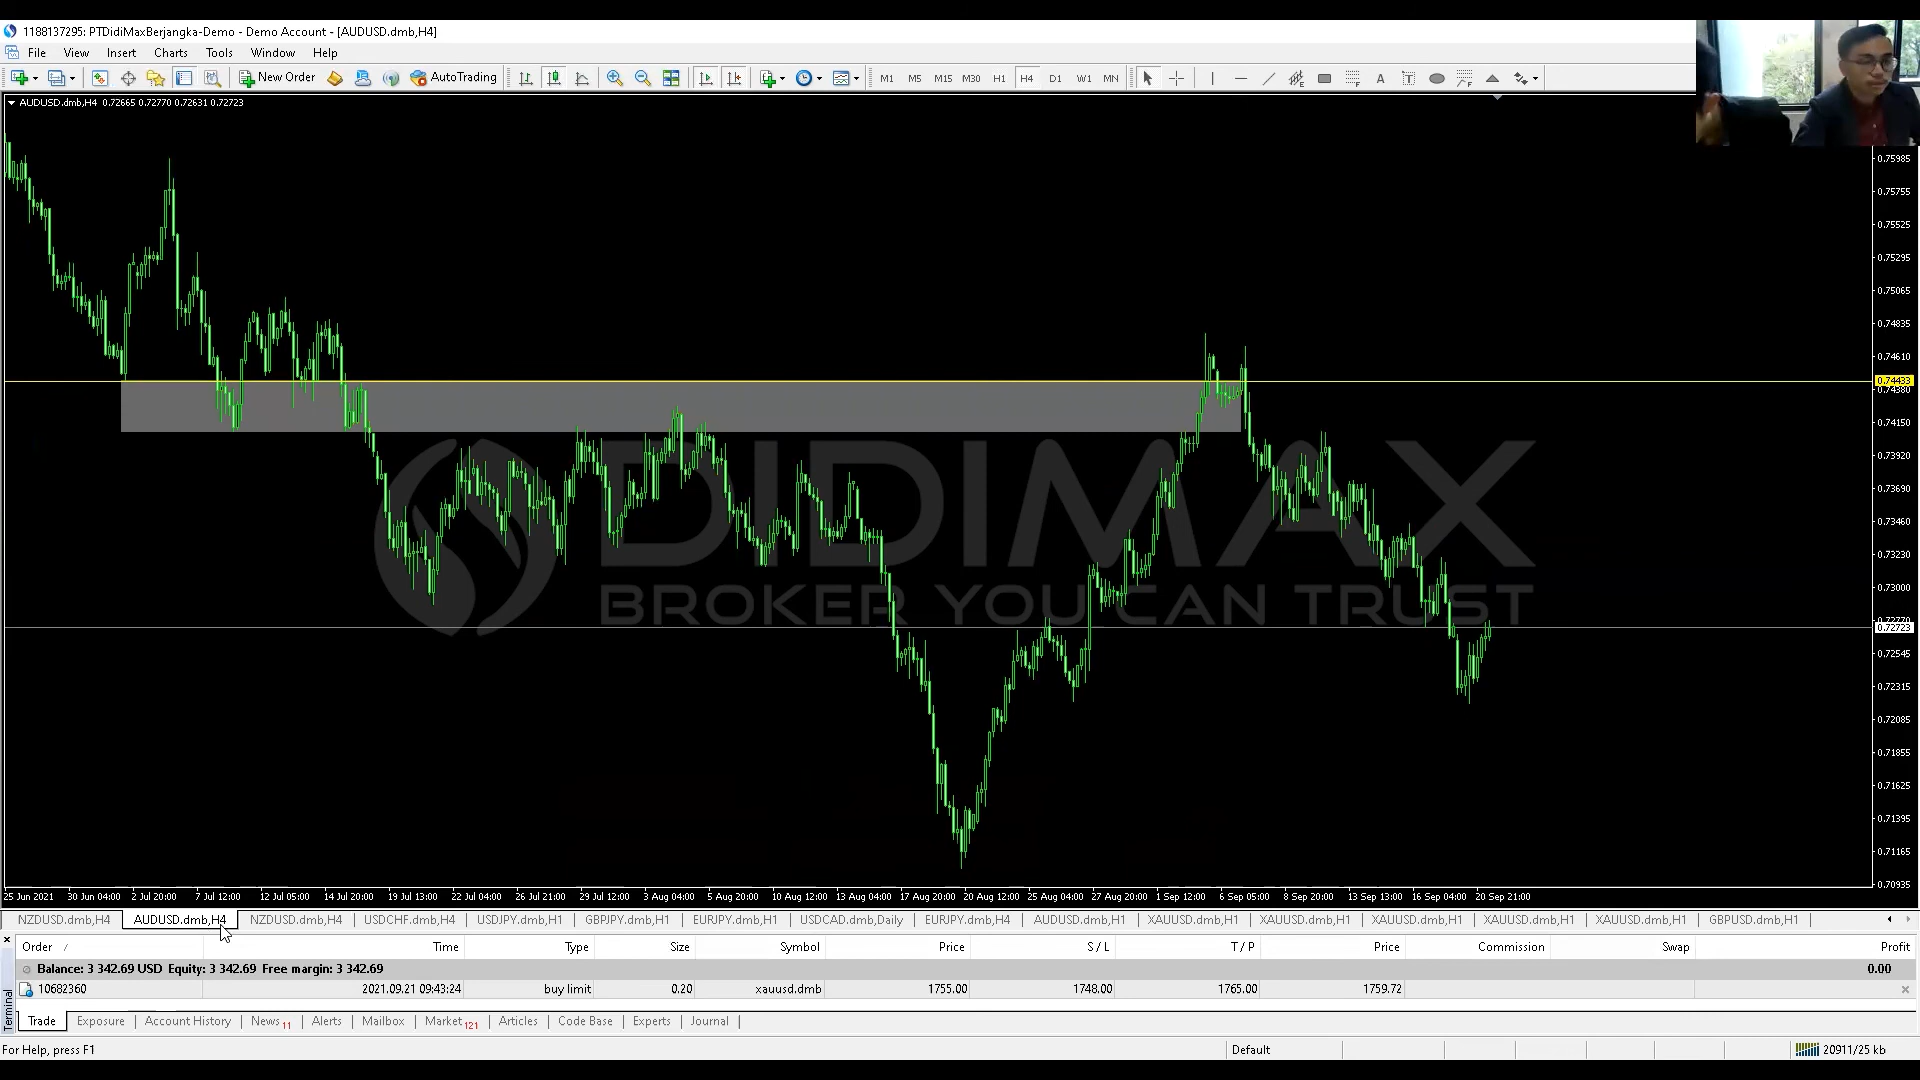 1188137295: PTDidiMaxBerjangka-Demo - Demo Account - [AUDUSD.dmb,H4]
File View Insert Charts Tools Window Help
New Order AutoTrading M1 M5 M15 M30 H1 H4 D1 W1 MN A T
AUDUSD.dmb,H4 0.72665 0.72770 0.72631 0.72723
0.75985
0.75755
0.75525
0.75295
0.75065
0.74835
0.74610
0.74433
0.74380
0.74150
0.73920
0.73690
0.73460
0.73230
0.73000
0.72770
0.72723
0.72545
0.72315
0.72085
0.71855
0.71625
0.71395
0.71165
0.70935
DIDIMAX
BROKER YOU CAN TRUST
25 Jun 2021 30 Jun 04:00 2 Jul 20:00 7 Jul 12:00 12 Jul 05:00 14 Jul 20:00 19 Jul 13:00 22 Jul 04:00 26 Jul 21:00 29 Jul 12:00 3 Aug 04:00 5 Aug 20:00 10 Aug 12:00 13 Aug 04:00 17 Aug 20:00 20 Aug 12:00 25 Aug 04:00 27 Aug 20:00 1 Sep 12:00 6 Sep 05:00 8 Sep 20:00 13 Sep 13:00 16 Sep 04:00 20 Sep 21:00
NZDUSD.dmb,H4 AUDUSD.dmb,H4 NZDUSD.dmb,H4 USDCHF.dmb,H4 USDJPY.dmb,H1 GBPJPY.dmb,H1 EURJPY.dmb,H1 USDCAD.dmb,Daily EURJPY.dmb,H4 AUDUSD.dmb,H1 XAUUSD.dmb,H1 XAUUSD.dmb,H1 XAUUSD.dmb,H1 XAUUSD.dmb,H1 XAUUSD.dmb,H1 GBPUSD.dmb,H1
Order / Time Type Size Symbol Price S / L T / P Price Commission Swap Profit
Balance: 3 342.69 USD Equity: 3 342.69 Free margin: 3 342.69 0.00
10682360 2021.09.21 09:43:24 buy limit 0.20 xauusd.dmb 1755.00 1748.00 1765.00 1759.72
Terminal
Trade Exposure Account History News 11 Alerts Mailbox Market 121 Articles Code Base Experts Journal
For Help, press F1 Default 20911/25 kb